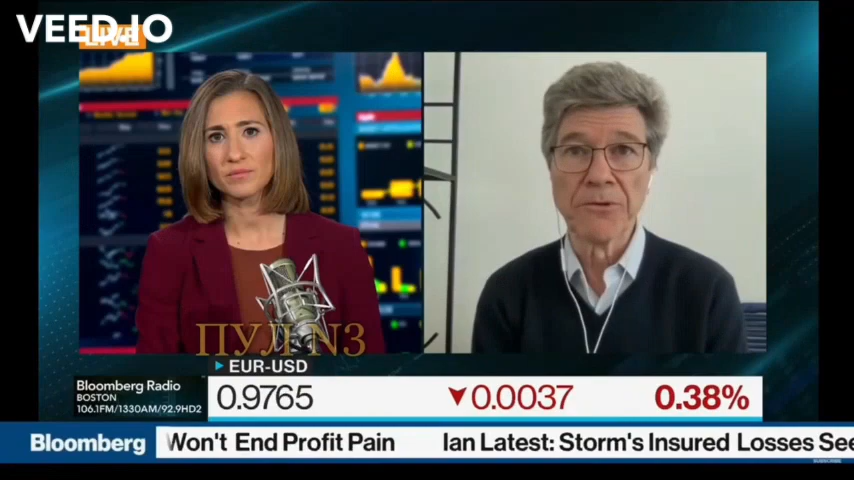 VEED.IO
LIVE
ПУЛ N3
EUR-USD
Bloomberg Radio
BOSTON
106.1FM/1330AM/92.9HD2
0.9765
0.0037
0.38%
Bloomberg
Won't End Profit Pain
Ian Latest: Storm's Insured Losses See
SUBSCRIBE